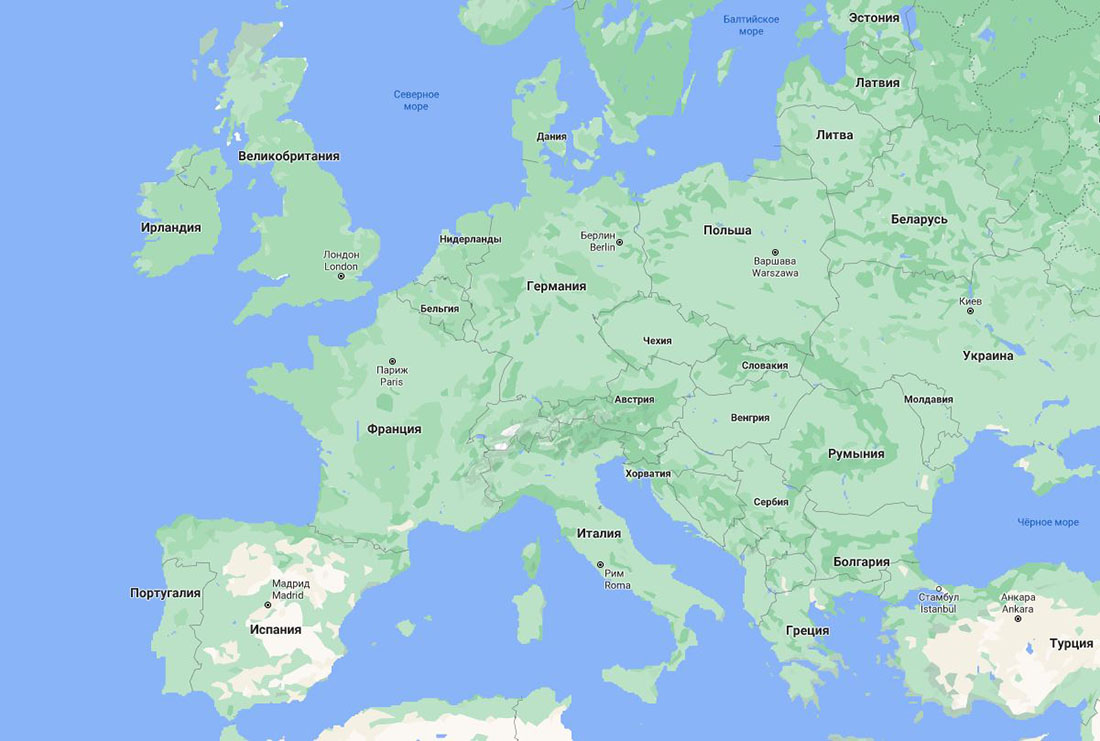 Эстония
Балтийское
море
Латвия
Северное
море
Дания
Литва
Великобритания
Беларусь
Ирландия
Польша
Нидерланды
Берлин
Berlin
Лондон
London
Варшава
Warszawa
Германия
Киев
Бельгия
Чехия
Украина
Париж
Paris
Словакия
Австрия
Молдавия
Венгрия
Франция
Румыния
Хорватия
Сербия
Чёрное море
Италия
Болгария
Рим
Roma
Мадрид
Madrid
Португалия
Стамбул
İstanbul
Анкара
Ankara
Испания
Греция
Турция